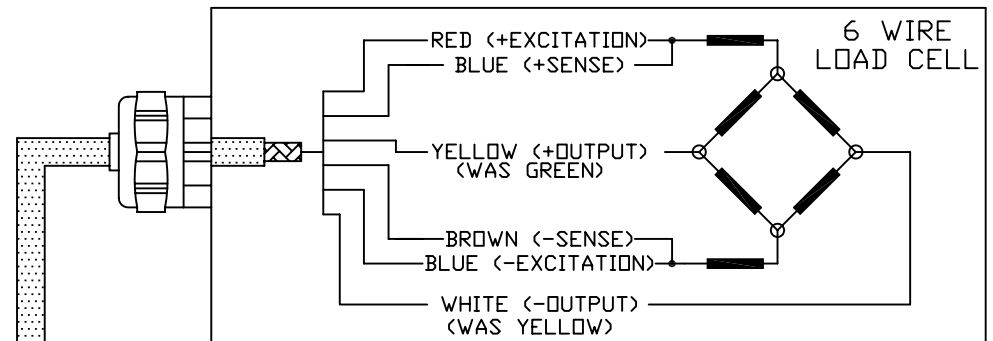 6 WIRE
LOAD CELL
RED (+EXCITATION)
BLUE (+SENSE)
YELLOW (+OUTPUT)
(WAS GREEN)
BROWN (-SENSE)
BLUE (-EXCITATION)
WHITE (-OUTPUT)
(WAS YELLOW)